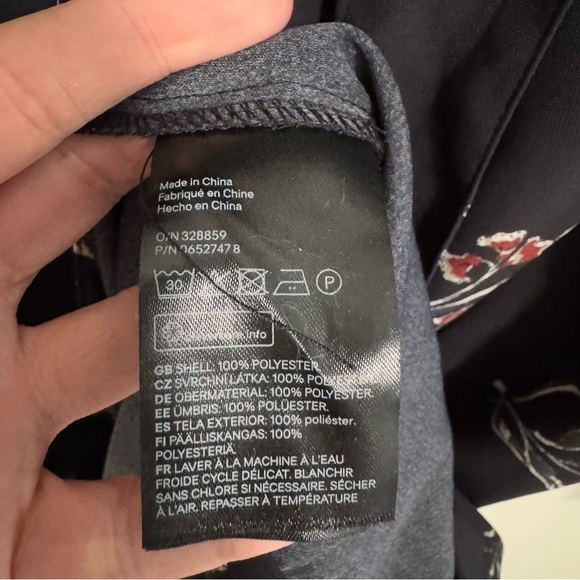 Made in China
Fabriqué en Chine
Hecho en China
O/N 328859
P/N 0652747 8
30 P
.info
GB SHELL: 100% POLYESTER
CZ SVRCHNÍ LÁTKA: 100% POLYESTER
DE OBERMATERIAL: 100% POLYESTER
EE ÜMBRIS: 100% POLÜESTER.
ES TELA EXTERIOR: 100% poliéster.
FI PÄÄLLISKANGAS: 100%
POLYESTERIÄ.
FR LAVER À LA MACHINE À L'EAU
FROIDE CYCLE DÉLICAT. BLANCHIR
SANS CHLORE SI NÉCESSAIRE. SÉCHER
À L'AIR. REPASSER À TEMPÉRATURE